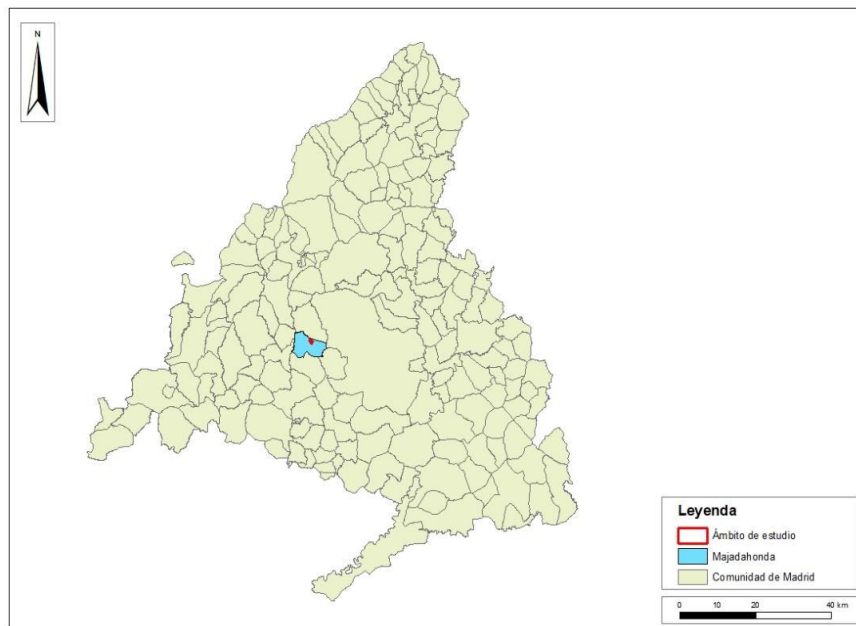 N
Leyenda
Ámbito de estudio
Majadahonda
Comunidad de Madrid
0 10 20 40 km